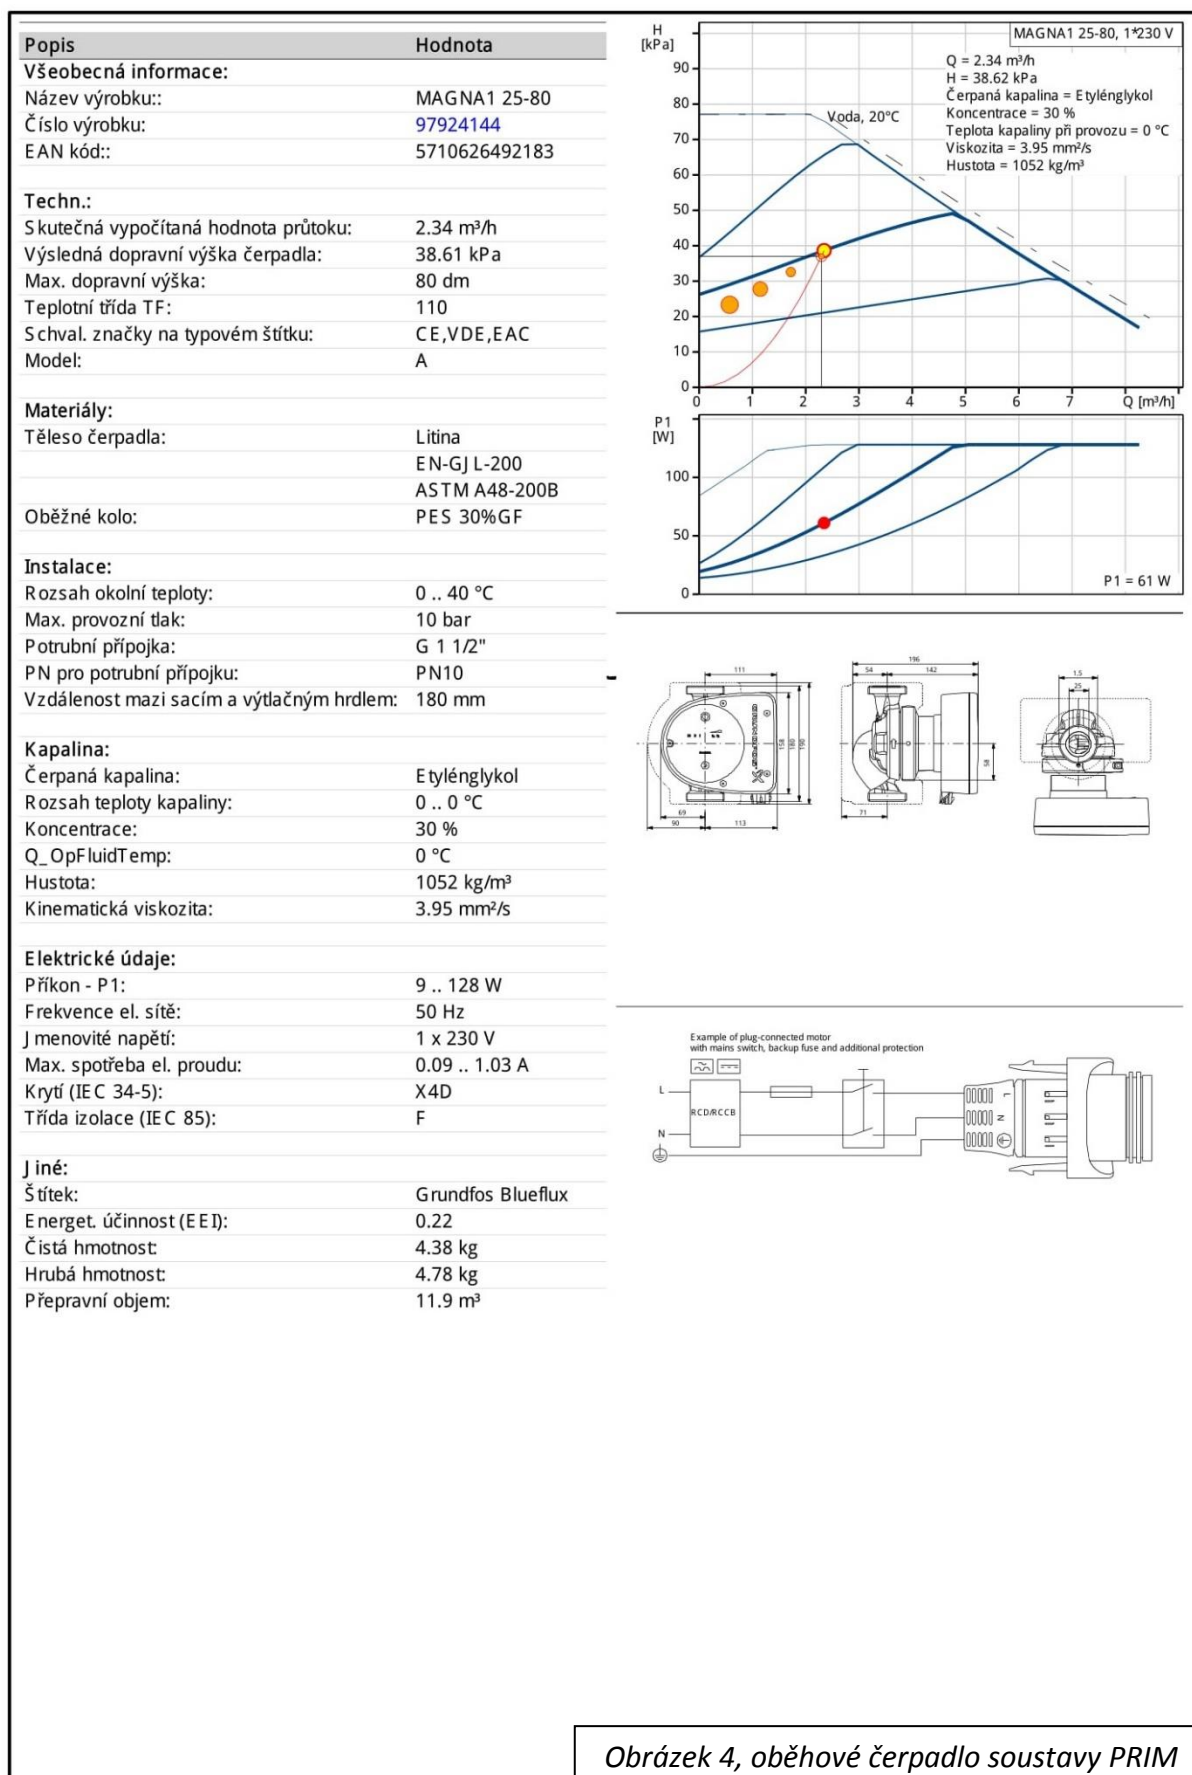 Popis Hodnota
Všeobecná informace:
Název výrobku:: MAGNA1 25-80
Číslo výrobku: 97924144
EAN kód:: 5710626492183
Techn.:
Skutečná vypočítaná hodnota průtoku: 2.34 m³/h
Výsledná dopravní výška čerpadla: 38.61 kPa
Max. dopravní výška: 80 dm
Teplotní třída TF: 110
Schval. značky na typovém štítku: CE,VDE,EAC
Model: A
Materiály:
Těleso čerpadla: Litina
EN-GJL-200
ASTM A48-200B
Oběžné kolo: PES 30%GF
Instalace:
Rozsah okolní teploty: 0 .. 40 °C
Max. provozní tlak: 10 bar
Potrubní přípojka: G 1 1/2"
PN pro potrubní přípojku: PN10
Vzdálenost mazi sacím a výtlačným hrdlem: 180 mm
Kapalina:
Čerpaná kapalina: Etylénglykol
Rozsah teploty kapaliny: 0 .. 0 °C
Koncentrace: 30 %
Q_OpFluidTemp: 0 °C
Hustota: 1052 kg/m³
Kinematická viskozita: 3.95 mm²/s
Elektrické údaje:
Příkon - P1: 9 .. 128 W
Frekvence el. sítě: 50 Hz
Jmenovité napětí: 1 x 230 V
Max. spotřeba el. proudu: 0.09 .. 1.03 A
Krytí (IEC 34-5): X4D
Třída izolace (IEC 85): F
Jiné:
Štítek: Grundfos Blueflux
Energet. účinnost (EEI): 0.22
Čistá hmotnost: 4.38 kg
Hrubá hmotnost: 4.78 kg
Přepravní objem: 11.9 m³
H
[kPa]
MAGNA1 25-80, 1*230 V
Q = 2.34 m³/h
H = 38.62 kPa
Čerpaná kapalina = Etylénglykol
Koncentrace = 30 %
Teplota kapaliny při provozu = 0 °C
Viskozita = 3.95 mm²/s
Hustota = 1052 kg/m³
Voda, 20°C
90
80
70
60
50
40
30
20
10
0
0 1 2 3 4 5 6 7 Q [m³/h]
P1
[W]
100
50
0
P1 = 61 W
111
158
180
190
GRUNDFOS
69
90 113
196
54 142
58
71
1.5
25
Example of plug-connected motor
with mains switch, backup fuse and additional protection
L
RCD/RCCB
N
L
N
Obrázek 4, oběhové čerpadlo soustavy PRIM